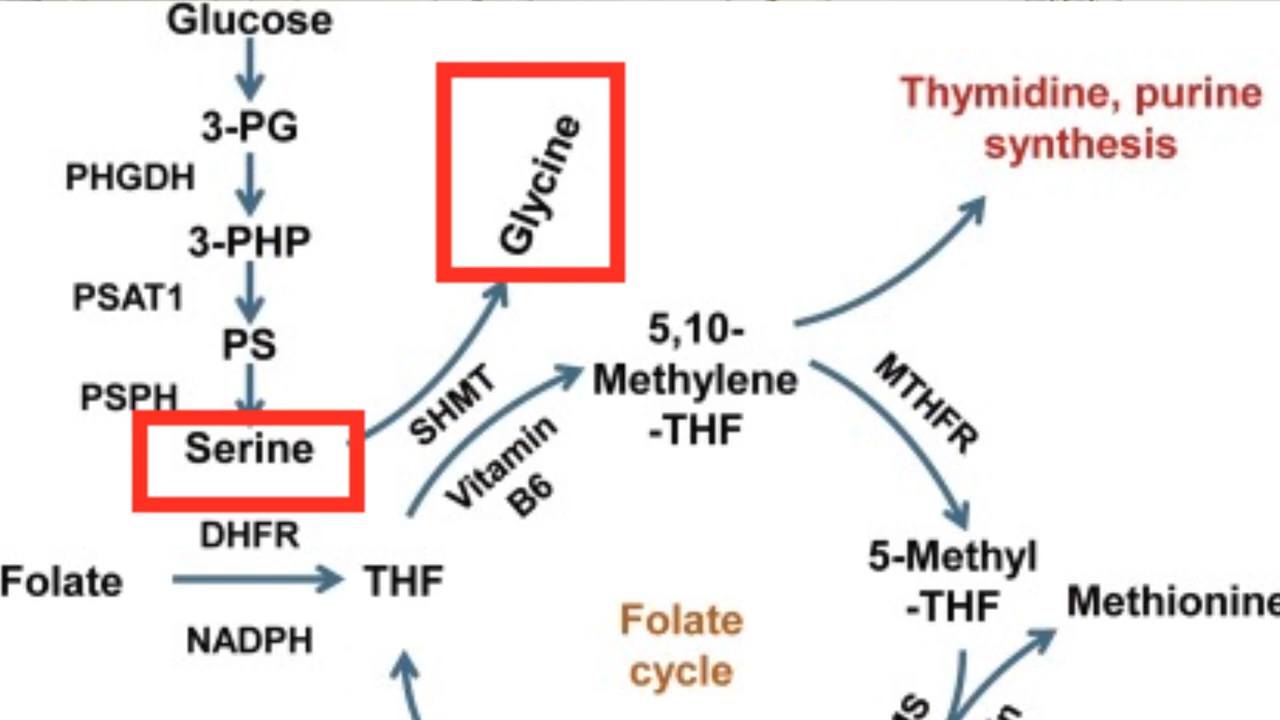 Glucose
3-PG
PHGDH
3-PHP
PSAT1
PS
PSPH
Serine
Glycine
SHMT
Vitamin
B6
5,10-
Methylene
-THF
Thymidine, purine
synthesis
MTHFR
DHFR
Folate
THF
NADPH
Folate
cycle
5-Methyl
-THF
Methionine